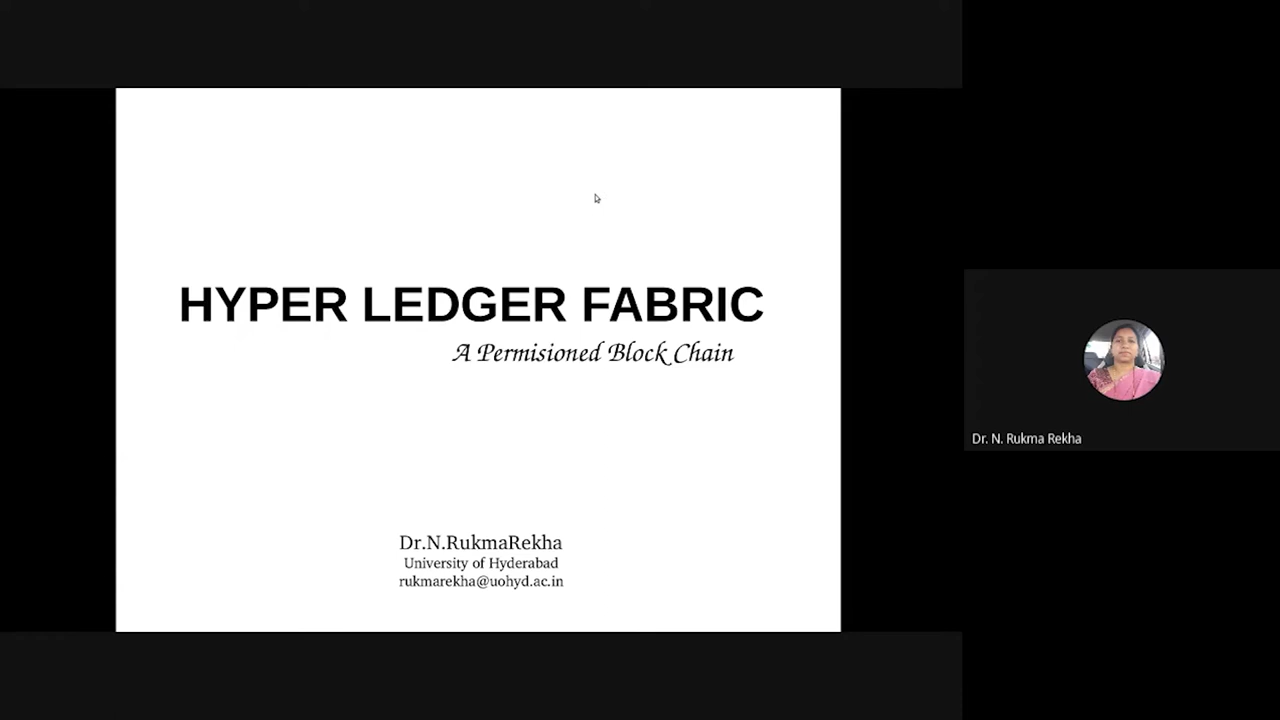 HYPER LEDGER FABRIC
A Permisioned Block Chain
Dr.N.RukmaRekha
University of Hyderabad
rukmarekha@uohyd.ac.in
Dr. N. Rukma Rekha